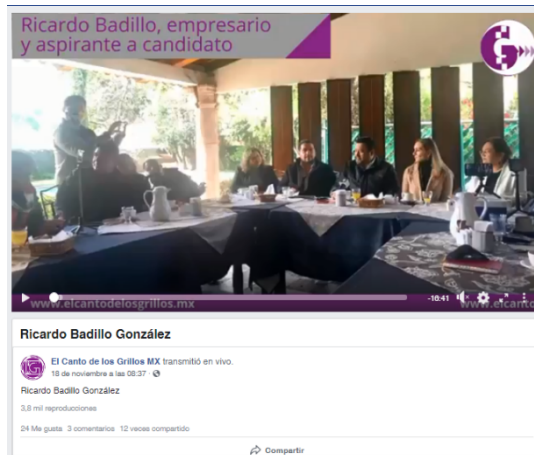 Ricardo Badillo, empresario
y aspirante a candidato
-16:41
www.elcantodelosgrillos.mx
www.elcanto
Ricardo Badillo González
El Canto de los Grillos MX transmitió en vivo.
18 de noviembre a las 08:37 ·
Ricardo Badillo González
3,8 mil reproducciones
24 Me gusta 3 comentarios 12 veces compartido
Compartir